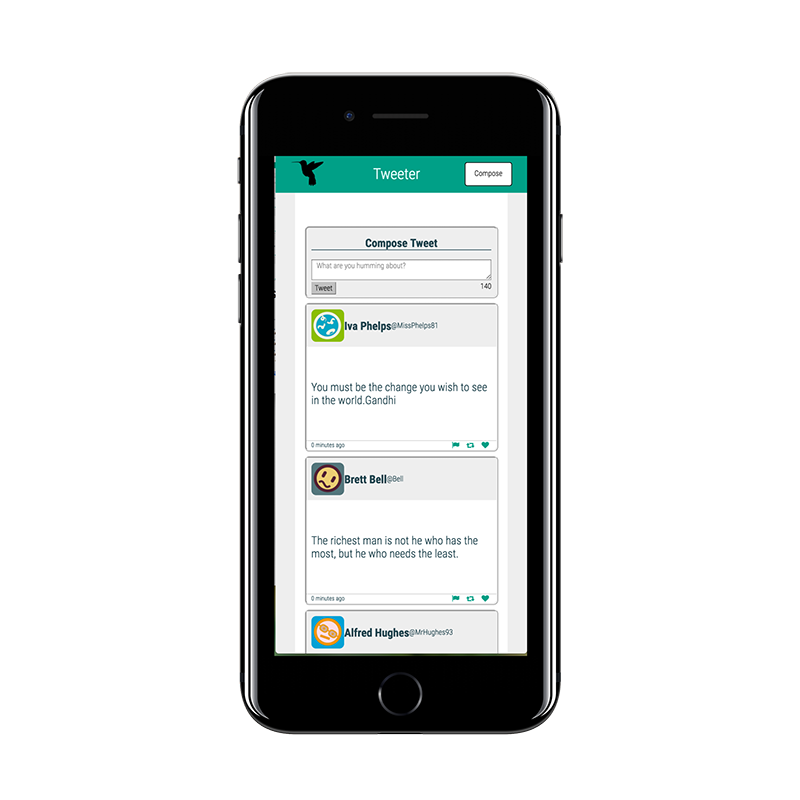 Tweeter
Compose
Compose Tweet
What are you humming about?
Tweet
140
Iva Phelps@MissPhelps81
You must be the change you wish to see
in the world.Gandhi
0 minutes ago
Brett Bell@Bell
The richest man is not he who has the
most, but he who needs the least.
0 minutes ago
Alfred Hughes@MrHughes93